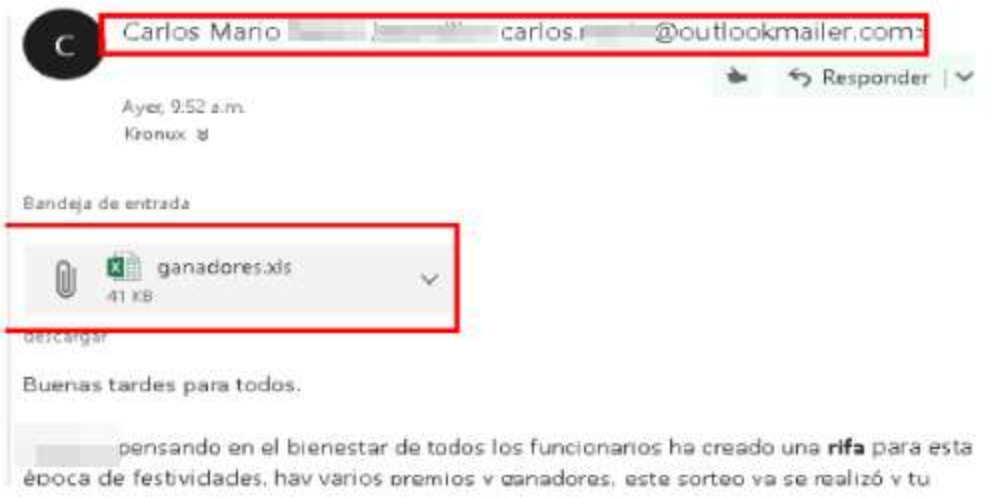 C
Carlos Mario carlos. @outlookmailer.com>
Responder
Ayer, 9:52 a.m.
Kronux
Bandeja de entrada
ganadores.xls
41 KB
descargar
Buenas tardes para todos.
pensando en el bienestar de todos los funcionarios ha creado una rifa para esta
época de festividades, hay varios premios y ganadores, este sorteo ya se realizó y tu